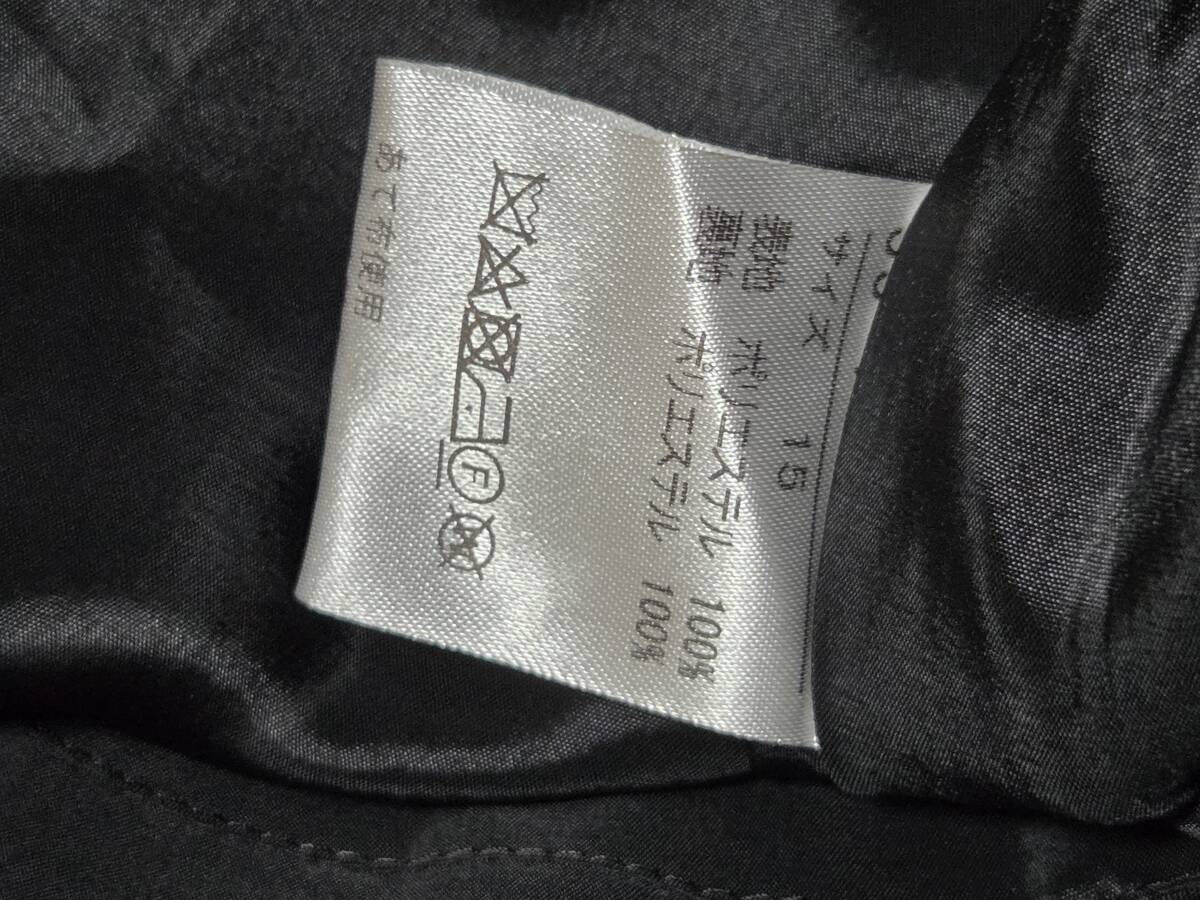 サイズ 15
表地 ポリエステル 100%
裏地 ポリエステル 100%
F
W
あて布使用